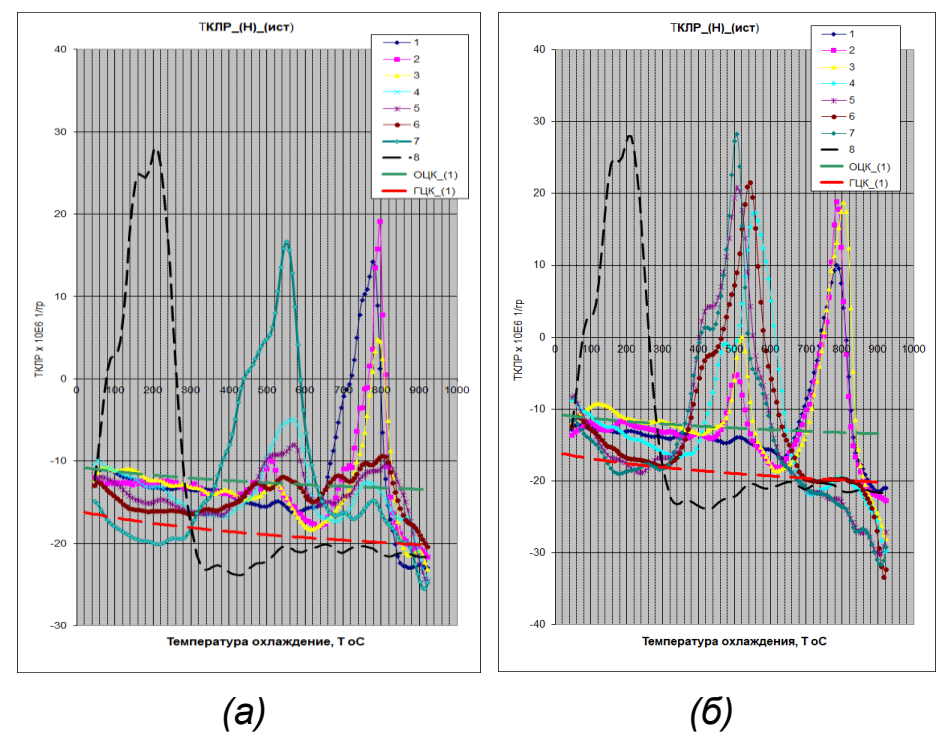 ТКЛР_(Н)_(ист)
40
30
20
10
0
-10
-20
-30
0 100 200 300 400 500 600 700 800 900 1000
ТКЛР х 10Е6 1/гр
Температура охлаждение, Т оС
1
2
3
4
5
6
7
8
ОЦК_(1)
ГЦК_(1)
(а)
ТКЛР_(Н)_(ист)
40
30
20
10
0
-10
-20
-30
-40
0 100 200 300 400 500 600 700 800 900 1000
ТКЛР х 10Е6 1/гр
Температура охлаждения, Т оС
1
2
3
4
5
6
7
8
ОЦК_(1)
ГЦК_(1)
(б)